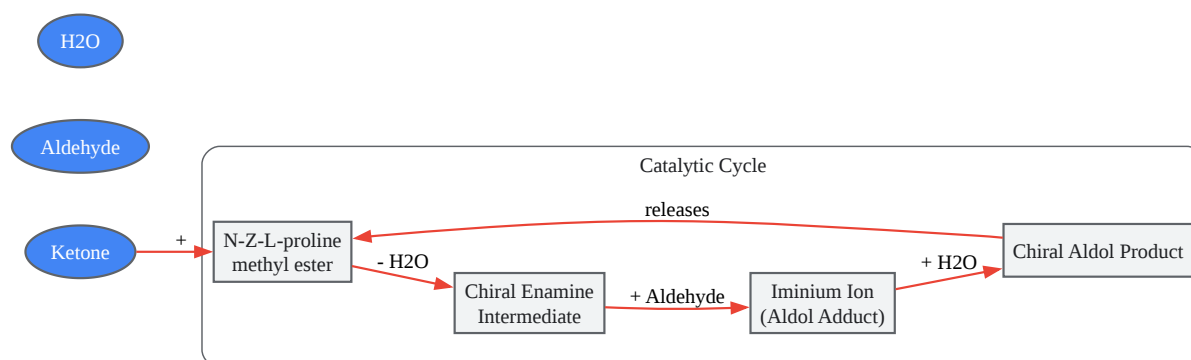 H2O
Aldehyde
Catalytic Cycle
releases
Ketone
+
N-Z-L-proline
methyl ester
- H2O
Chiral Enamine
Intermediate
+ Aldehyde
Iminium Ion
(Aldol Adduct)
+ H2O
Chiral Aldol Product